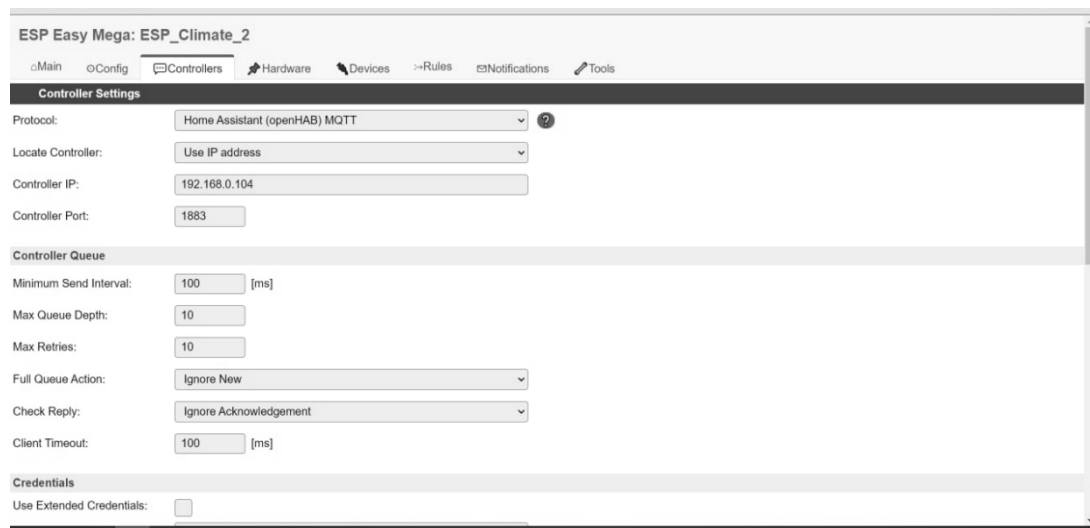 ESP Easy Mega: ESP_Climate_2
Main Config Controllers Hardware Devices Rules Notifications Tools
Controller Settings
Protocol: Home Assistant (openHAB) MQTT ?
Locate Controller: Use IP address
Controller IP: 192.168.0.104
Controller Port: 1883
Controller Queue
Minimum Send Interval: 100 [ms]
Max Queue Depth: 10
Max Retries: 10
Full Queue Action: Ignore New
Check Reply: Ignore Acknowledgement
Client Timeout: 100 [ms]
Credentials
Use Extended Credentials: